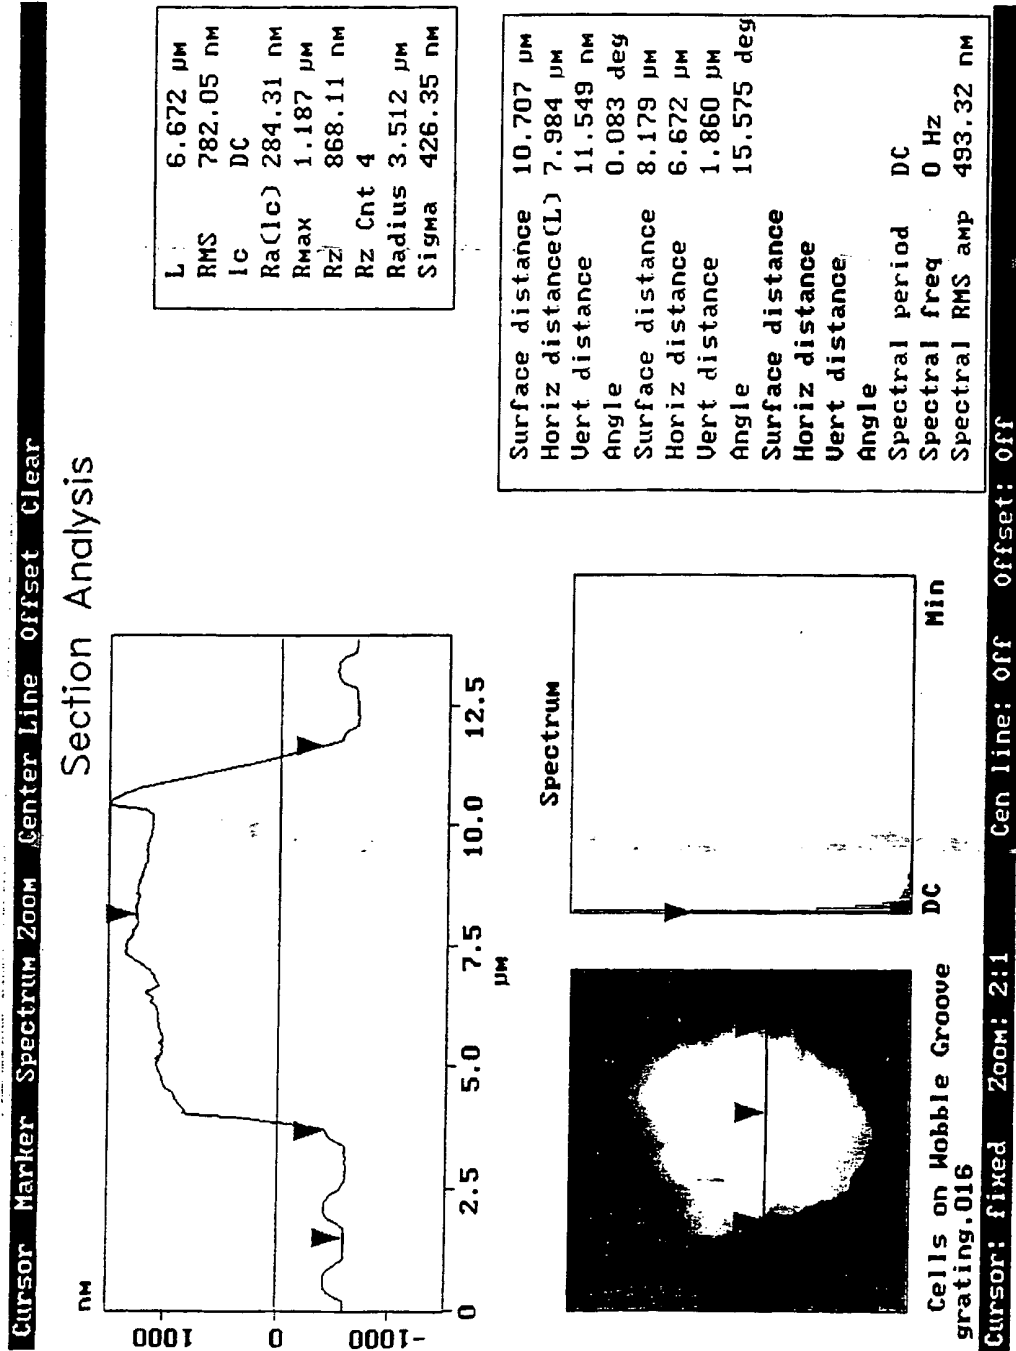 Cursor Marker Spectrum Zoom Center Line Offset Clear
Section Analysis
nM
1000
0
-1000
0 2.5 5.0 7.5 10.0 12.5
µM
L 6.672 µM
RMS 782.05 nM
lc DC
Ra(lc) 284.31 nM
RMax 1.187 µM
Rz 868.11 nM
Rz Cnt 4
Radius 3.512 µM
SigMa 426.35 nM
Spectrum
DC Min
Surface distance 10.707 µM
Horiz distance(L) 7.984 µM
Vert distance 11.549 nM
Angle 0.083 deg
Surface distance 8.179 µM
Horiz distance 6.672 µM
Vert distance 1.860 µM
Angle 15.575 deg
Surface distance
Horiz distance
Vert distance
Angle
Spectral period DC
Spectral freq 0 Hz
Spectral RMS aMp 493.32 nM
Cells on Wobble Groove
grating.016
Cursor: fixed Zoom: 2:1 Cen line: Off Offset: Off